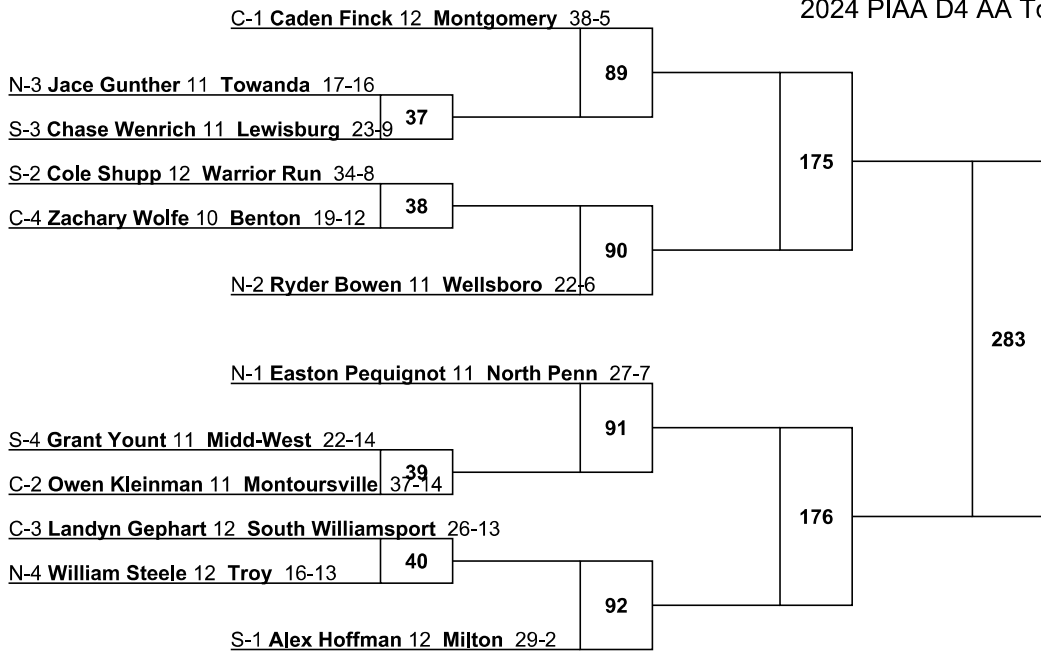 2024 PIAA D4 AA To
C-1 Caden Finck 12 Montgomery 38-5
89
N-3 Jace Gunther 11 Towanda 17-16
37
S-3 Chase Wenrich 11 Lewisburg 23-9
175
S-2 Cole Shupp 12 Warrior Run 34-8
38
C-4 Zachary Wolfe 10 Benton 19-12
90
N-2 Ryder Bowen 11 Wellsboro 22-6
283
N-1 Easton Pequignot 11 North Penn 27-7
91
S-4 Grant Yount 11 Midd-West 22-14
39
C-2 Owen Kleinman 11 Montoursville 37-14
176
C-3 Landyn Gephart 12 South Williamsport 26-13
40
N-4 William Steele 12 Troy 16-13
92
S-1 Alex Hoffman 12 Milton 29-2